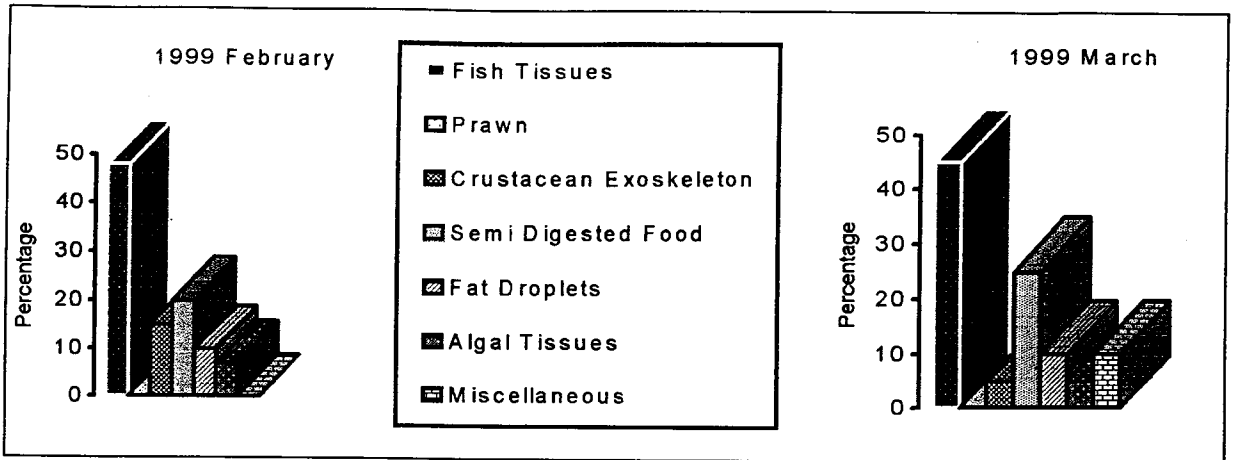 1999 February
50
40
30
20
10
0
Percentage
Fish Tissues
Prawn
Crustacean Exoskeleton
Semi Digested Food
Fat Droplets
Algal Tissues
Miscellaneous
1999 March
50
40
30
20
10
0
Percentage